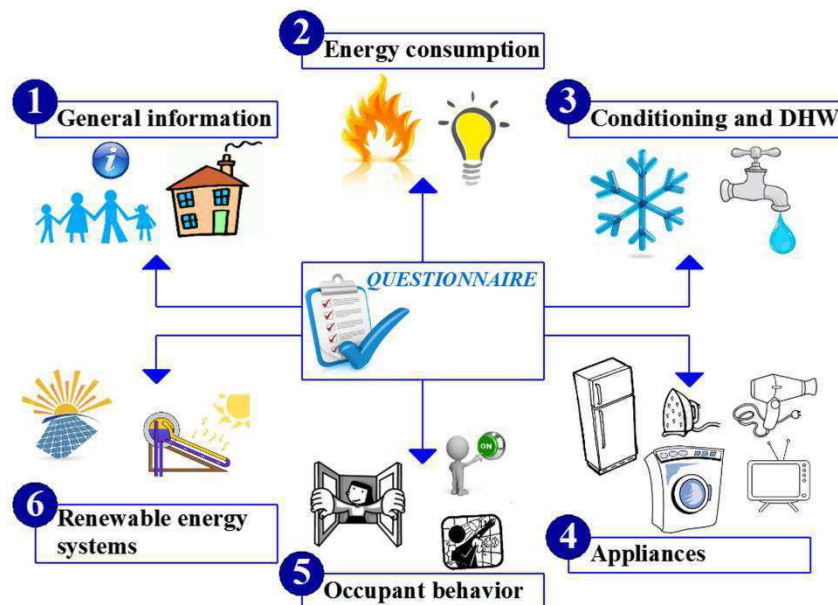 2
Energy consumption
1
General information
3
Conditioning and DHW
i
QUESTIONNAIRE
ON
6
Renewable energy
systems
5
Occupant behavior
4
Appliances